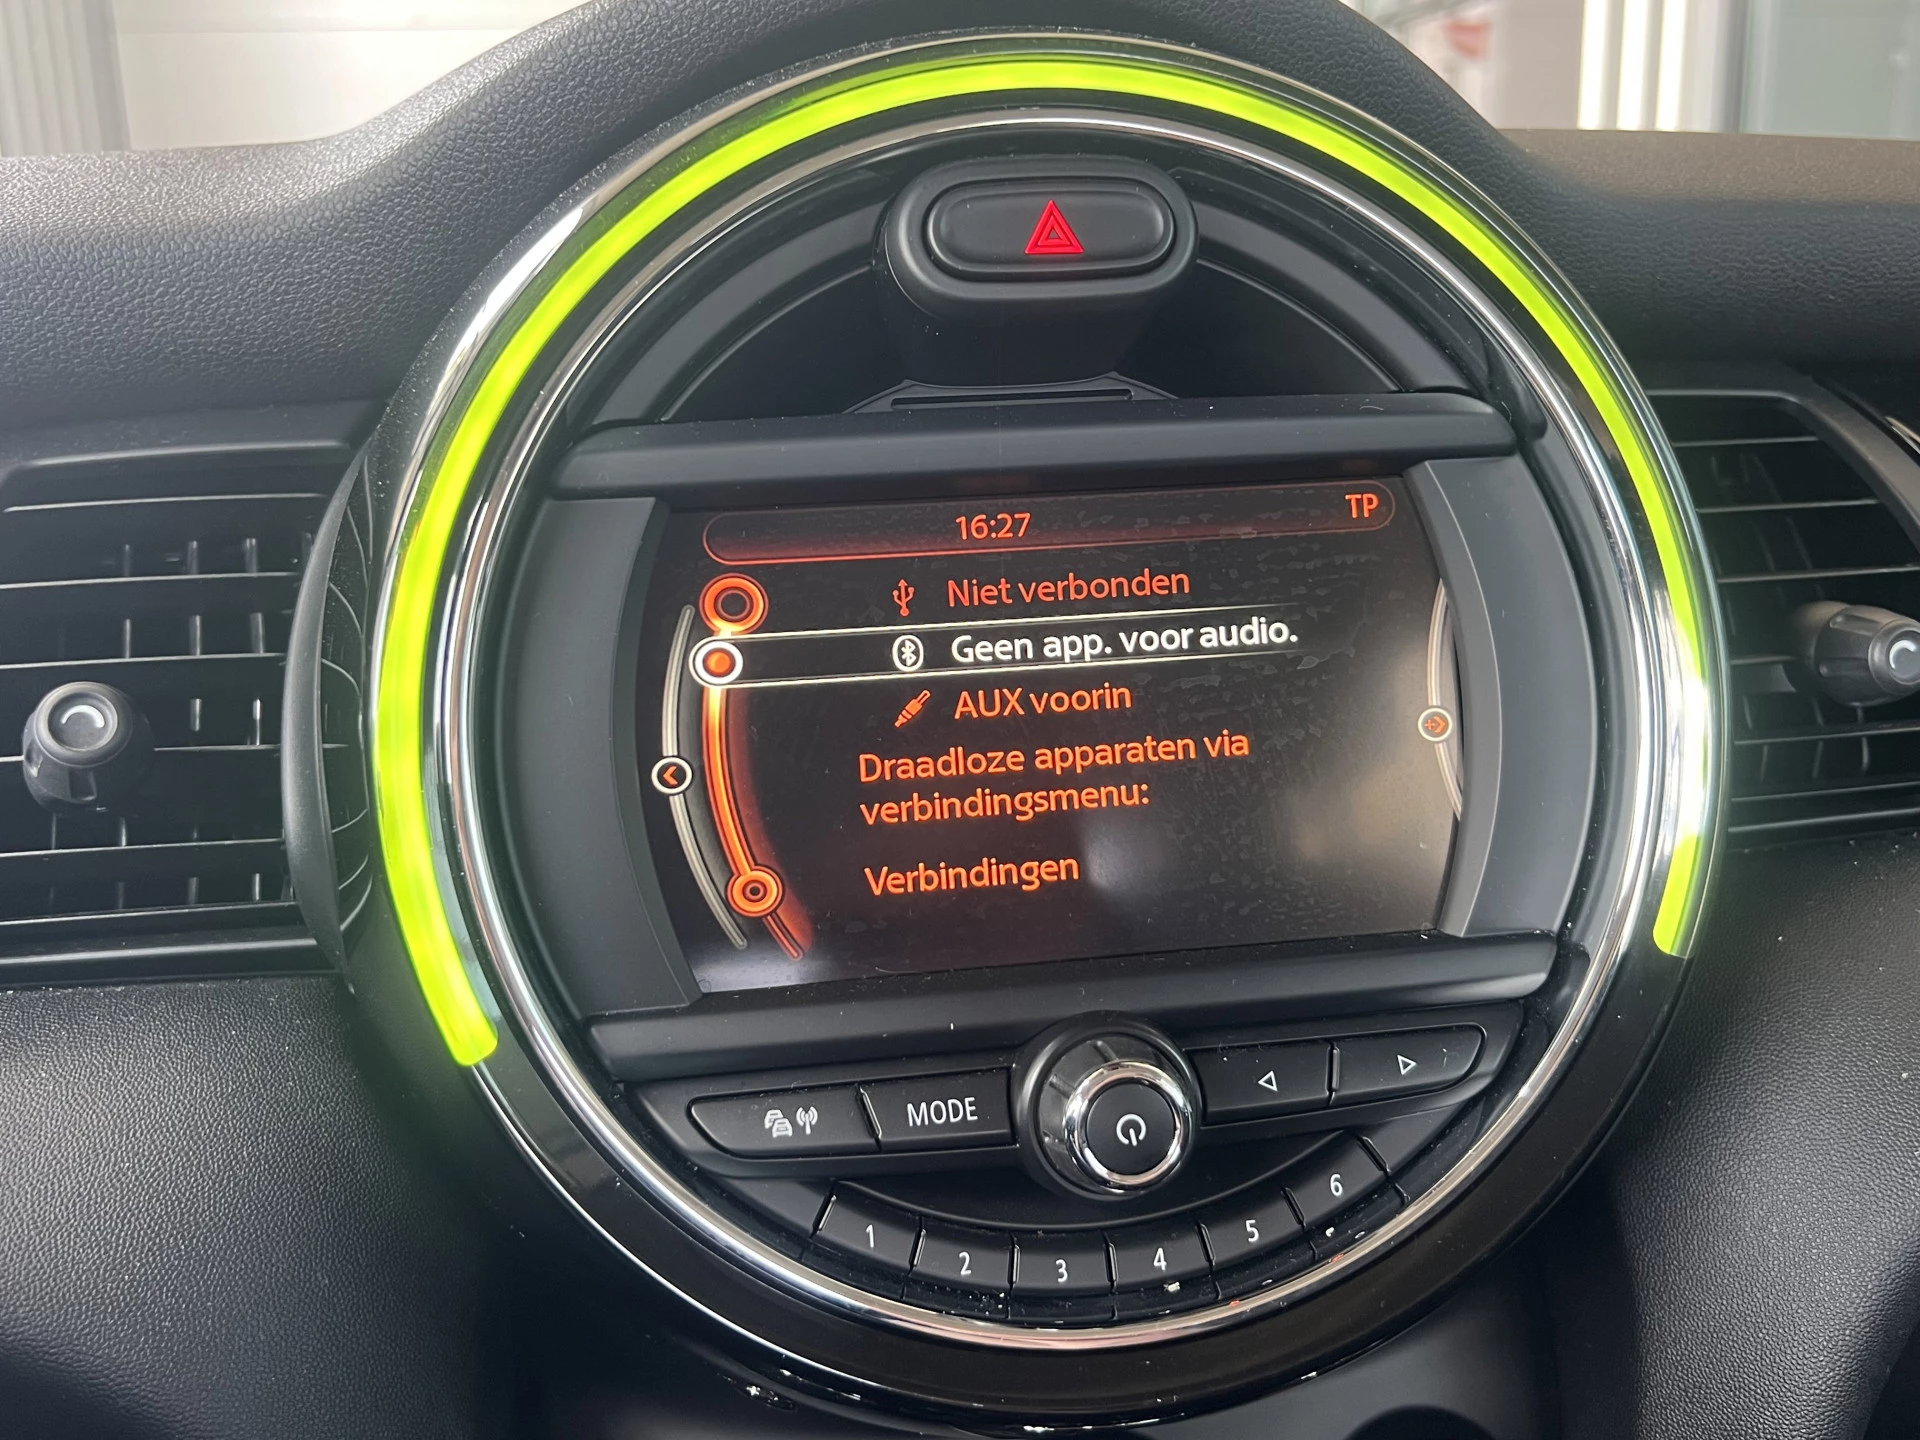 16:27
TP
Niet verbonden
Geen app. voor audio.
AUX voorin
Draadloze apparaten via
verbindingsmenu:
Verbindingen
MODE
1 2 3 4 5 6